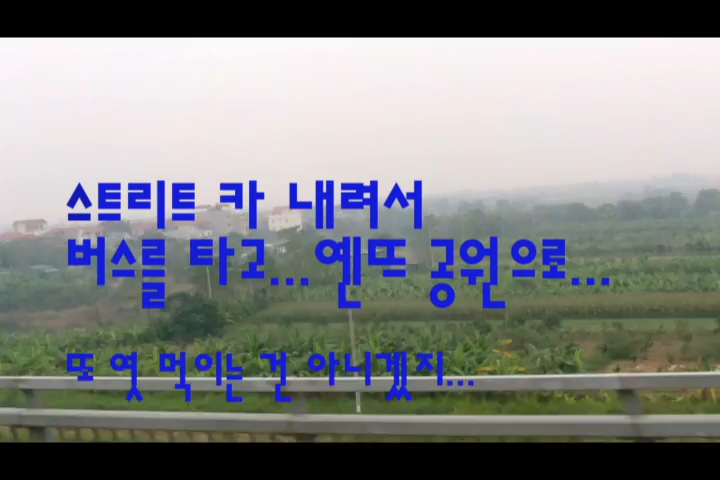 스트리트 카 내려서
버스를 타고...옌뜨 공원으로...
또 엿 먹이는 건 아니겠지...